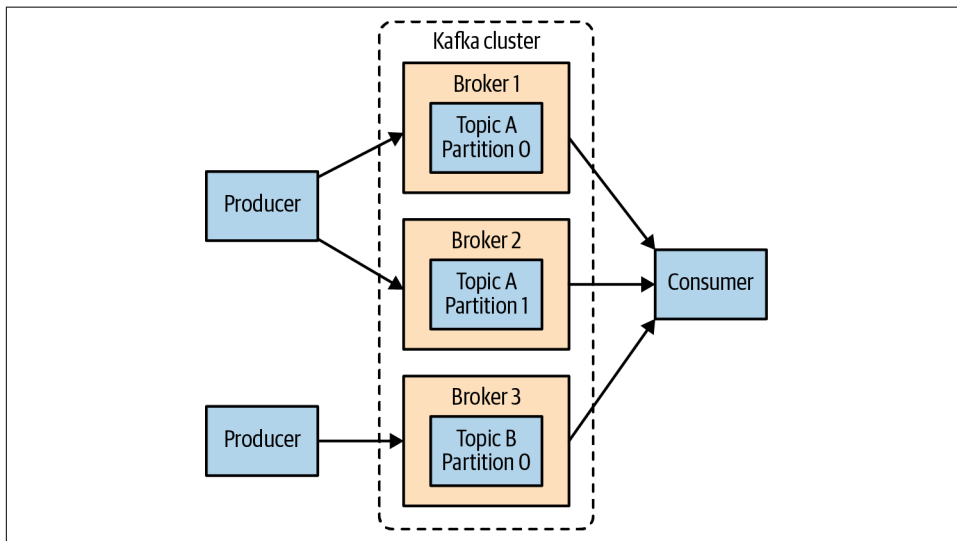 Kafka cluster
Broker 1
Topic A
Partition 0
Producer
Broker 2
Topic A
Partition 1
Consumer
Broker 3
Topic B
Partition 0
Producer